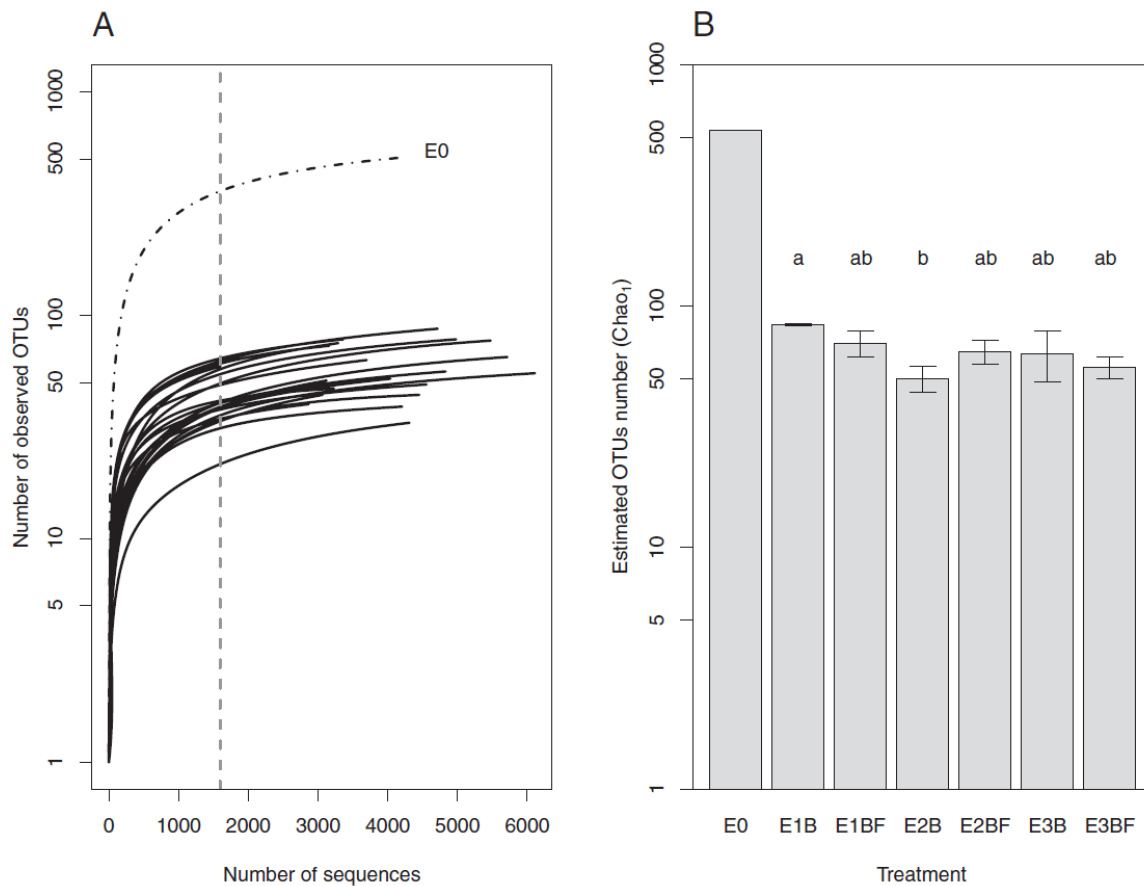 A
Number of observed OTUs
1000
500
100
50
10
5
1
E0
0 1000 2000 3000 4000 5000 6000
Number of sequences
B
Estimated OTUs number (Chao₁)
1000
500
100
50
10
5
1
a ab b ab ab ab
E0 E1B E1BF E2B E2BF E3B E3BF
Treatment